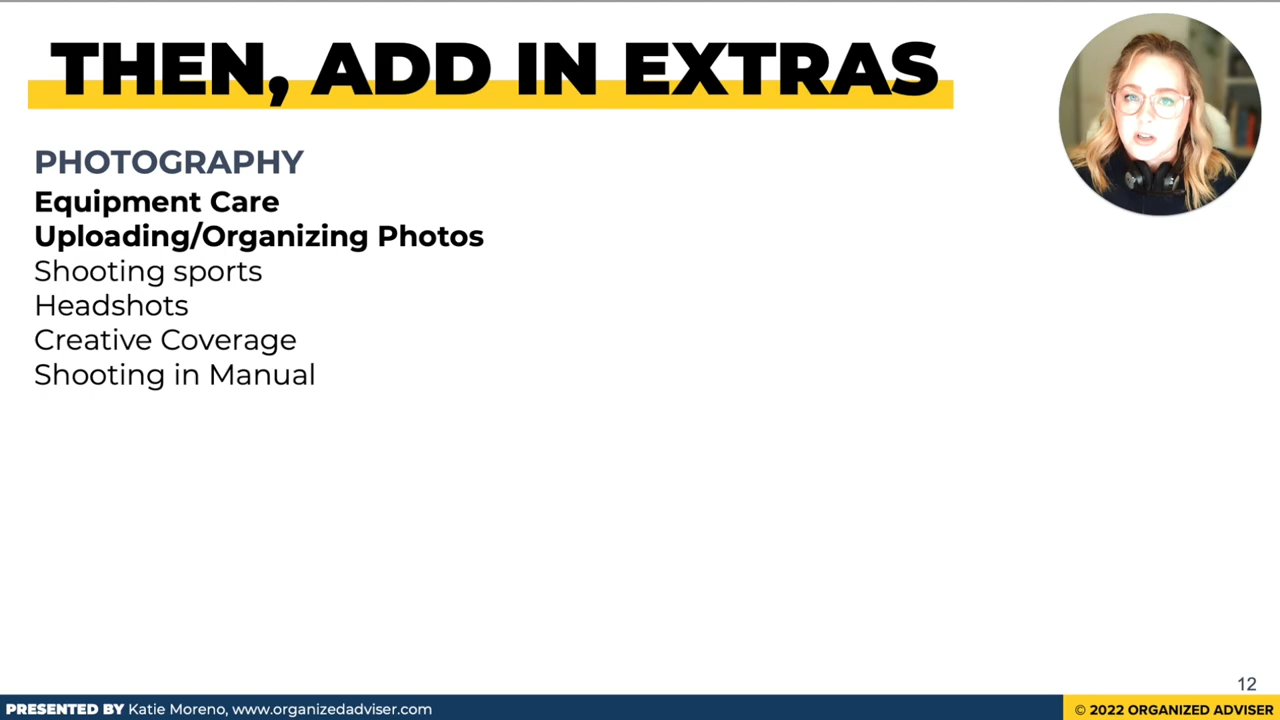 THEN, ADD IN EXTRAS
PHOTOGRAPHY
Equipment Care
Uploading/Organizing Photos
Shooting sports
Headshots
Creative Coverage
Shooting in Manual
12
PRESENTED BY Katie Moreno, www.organizedadviser.com
© 2022 ORGANIZED ADVISER